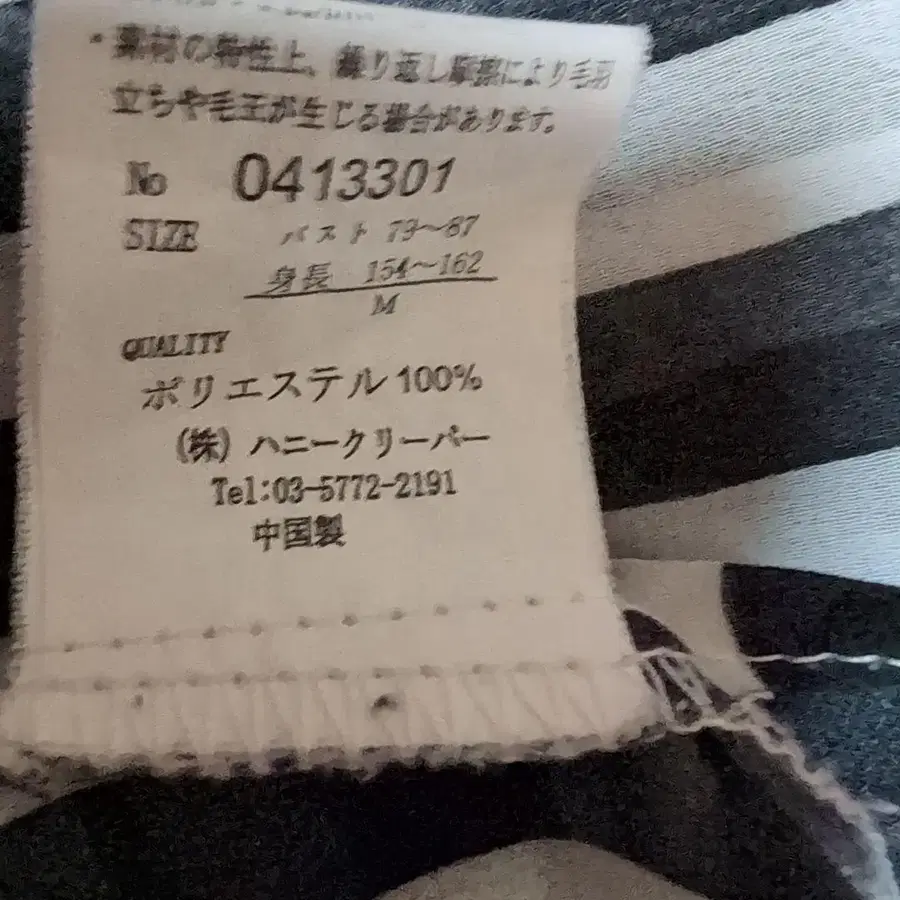 ・素材の特性上、繰り返し摩擦により毛羽
立ちや毛玉が生じる場合があります。
No 0413301
SIZE バスト 79～87
身長 154～162
M
QUALITY
ポリエステル100%
(株) ハニークリーパー
Tel:03-5772-2191
中国製